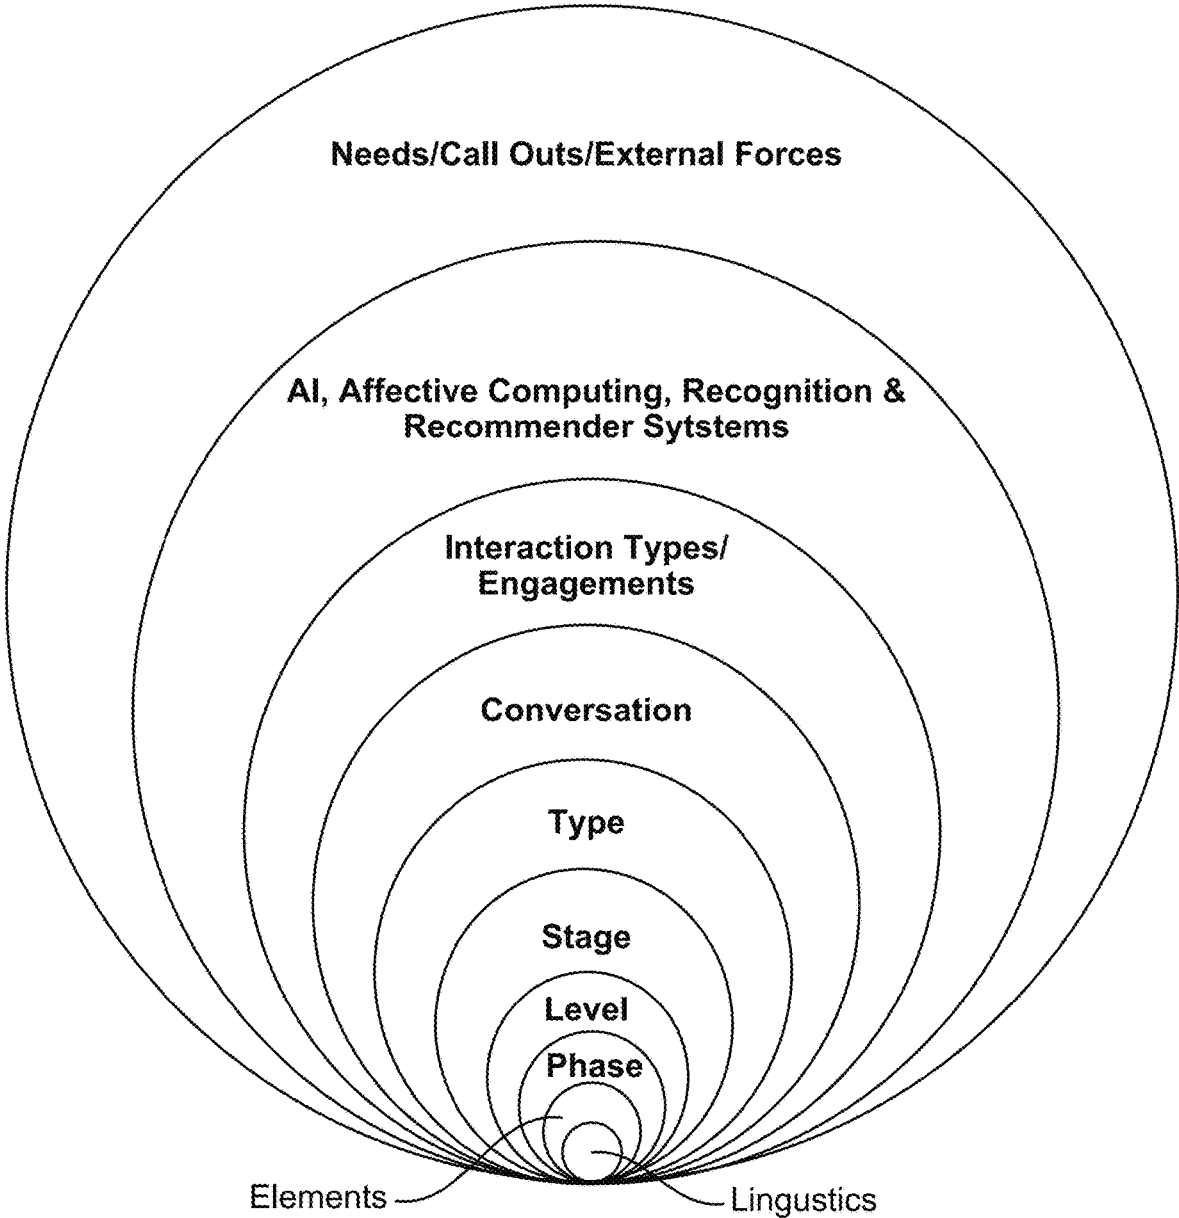 Needs/Call Outs/External Forces
AI, Affective Computing, Recognition &
Recommender Sytstems
Interaction Types/
Engagements
Conversation
Type
Stage
Level
Phase
Elements
Lingustics